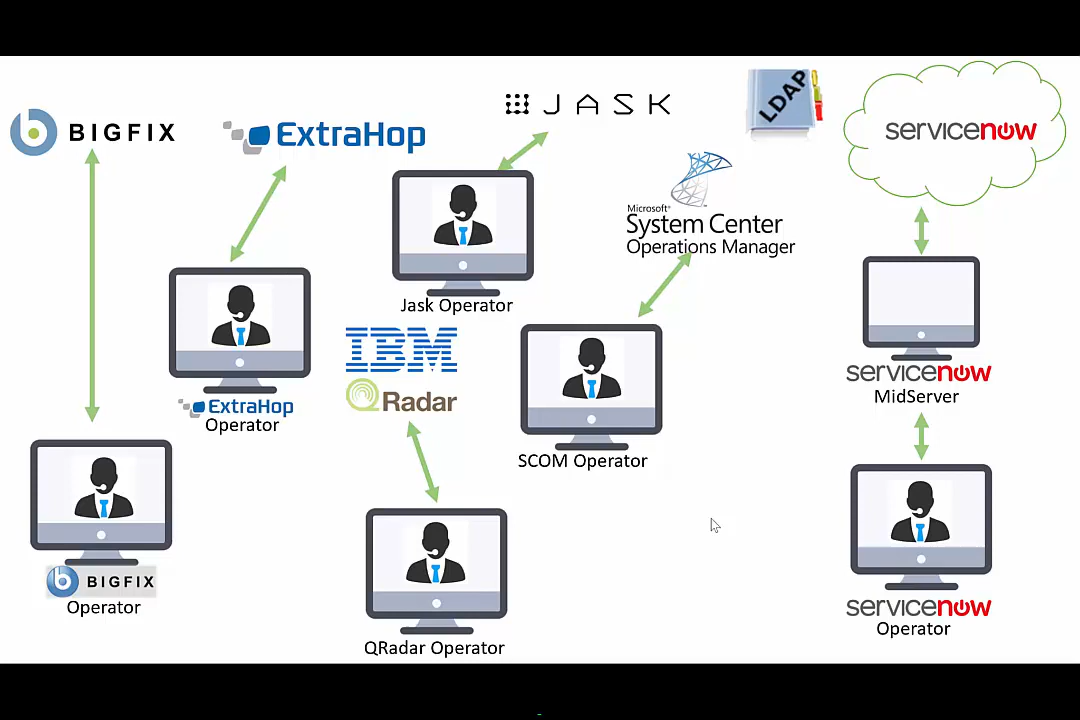 BIGFIX
ExtraHop
JASK
LDAP
servicenow
Microsoft®
System Center
Operations Manager
Jask Operator
IBM
QRadar
ExtraHop
Operator
servicenow
MidServer
SCOM Operator
BIGFIX
Operator
servicenow
Operator
QRadar Operator